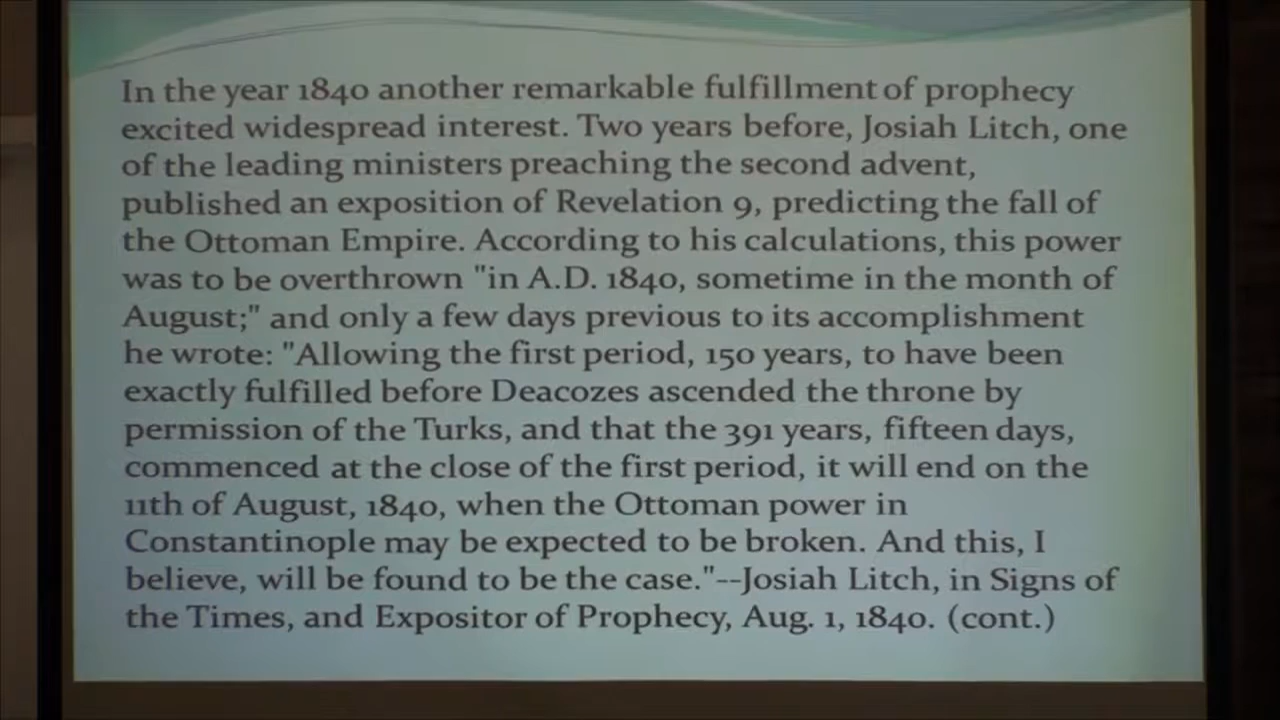 In the year 1840 another remarkable fulfillment of prophecy
excited widespread interest. Two years before, Josiah Litch, one
of the leading ministers preaching the second advent,
published an exposition of Revelation 9, predicting the fall of
the Ottoman Empire. According to his calculations, this power
was to be overthrown "in A.D. 1840, sometime in the month of
August;" and only a few days previous to its accomplishment
he wrote: "Allowing the first period, 150 years, to have been
exactly fulfilled before Deacozes ascended the throne by
permission of the Turks, and that the 391 years, fifteen days,
commenced at the close of the first period, it will end on the
11th of August, 1840, when the Ottoman power in
Constantinople may be expected to be broken. And this, I
believe, will be found to be the case."--Josiah Litch, in Signs of
the Times, and Expositor of Prophecy, Aug. 1, 1840. (cont.)